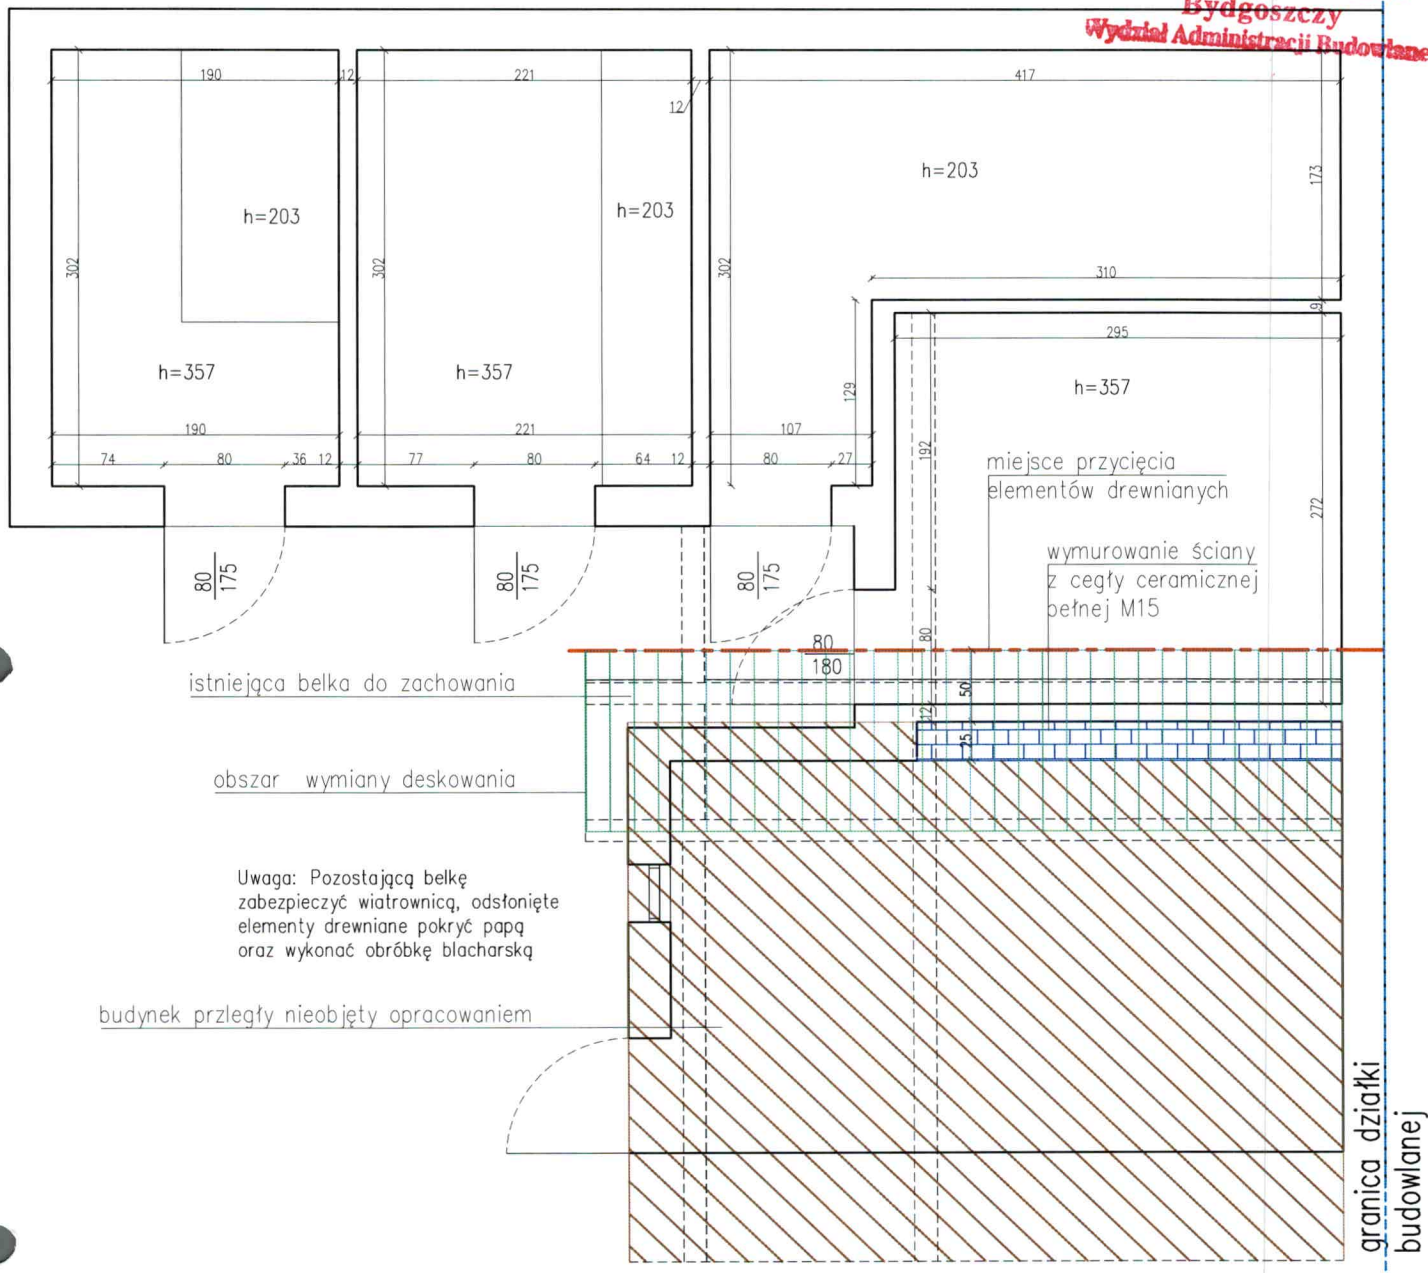 Bydgoszczy
Wydział Administracji Budowlane
190
12
221
12
417
h=203
h=203
h=203
173
302
302
302
310
9
295
h=357
h=357
h=357
129
190
221
107
192
74
80
36
12
77
80
64
12
80
27
272
miejsce przycięcia
elementów drewnianych
wymurowanie ściany
z cegły ceramicznej
pełnej M15
80
175
80
175
80
175
80
80
180
istniejąca belka do zachowania
50
12
25
obszar wymiany deskowania
Uwaga: Pozostającą belkę
zabezpieczyć wiatrownicą, odsłonięte
elementy drewniane pokryć papą
oraz wykonać obróbkę blacharską
budynek przległy nieobjęty opracowaniem
granica działki
budowlanej